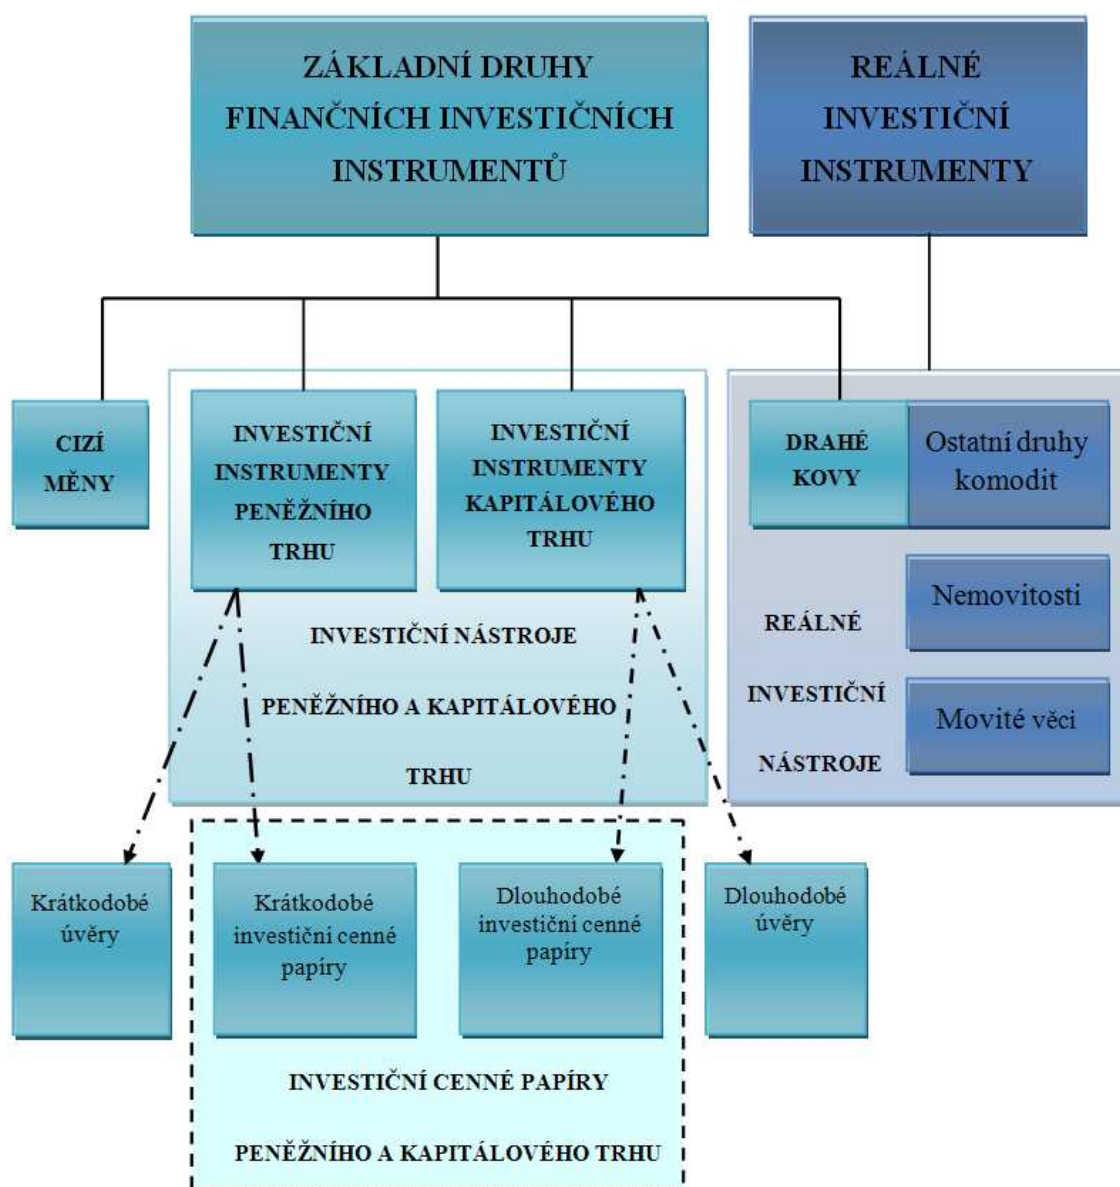 ZÁKLADNÍ DRUHY
FINANČNÍCH INVESTIČNÍCH
INSTRUMENTŮ
REÁLNÉ
INVESTIČNÍ
INSTRUMENTY
CIZÍ
MĚNY
INVESTIČNÍ
INSTRUMENTY
PENĚŽNÍHO
TRHU
INVESTIČNÍ
INSTRUMENTY
KAPITÁLOVÉHO
TRHU
DRAHÉ
KOVY
Ostatní druhy
komodit
INVESTIČNÍ NÁSTROJE
PENĚŽNÍHO A KAPITÁLOVÉHO
TRHU
REÁLNÉ
INVESTIČNÍ
NÁSTROJE
Nemovitosti
Movité věci
Krátkodobé
úvěry
Krátkodobé
investiční cenné
papíry
Dlouhodobé
investiční cenné
papíry
Dlouhodobé
úvěry
INVESTIČNÍ CENNÉ PAPÍRY
PENĚŽNÍHO A KAPITÁLOVÉHO TRHU